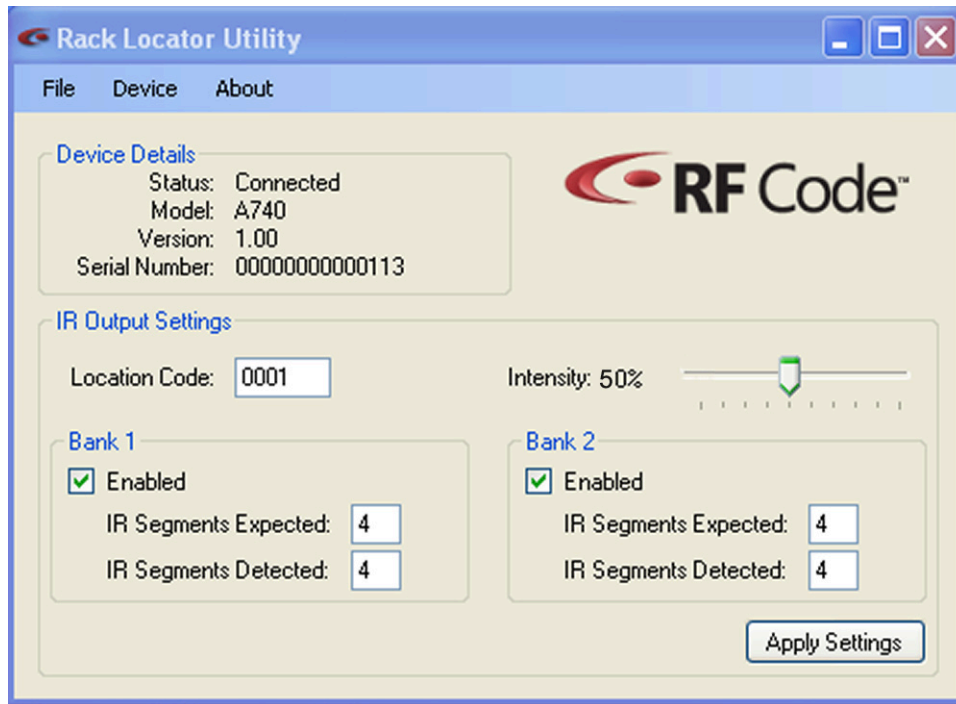 Rack Locator Utility
File Device About
Device Details
Status: Connected
Model: A740
Version: 1.00
Serial Number: 00000000000113
RF Code™
IR Output Settings
Location Code: 0001
Intensity: 50%
Bank 1
Enabled
IR Segments Expected: 4
IR Segments Detected: 4
Bank 2
Enabled
IR Segments Expected: 4
IR Segments Detected: 4
Apply Settings